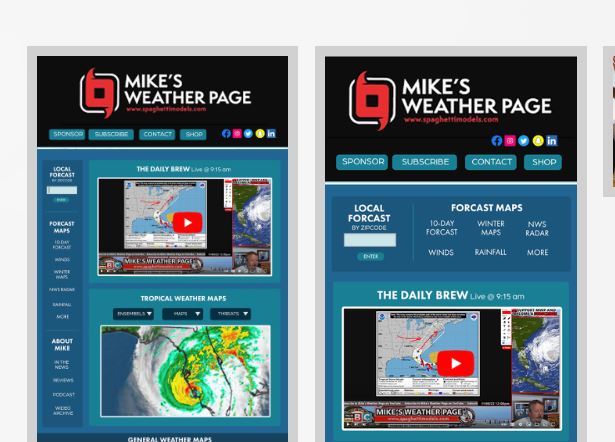 MIKE'S
WEATHER PAGE
www.spaghettimodels.com
SPONSOR
SUBSCRIBE
CONTACT
SHOP
LOCAL
FORCAST
BY ZIPCODE
ENTER
FORCAST
MAPS
10-DAY
FORCAST
WINDS
WINTER
MAPS
NWS RADAR
RAINFALL
MORE
ABOUT
MIKE
IN THE
NEWS
REVIEWS
PODCAST
VIDEO
ARCHIVE
THE DAILY BREW Live @ 9:15 am
MIKE'S WEATHER PAGE
TROPICAL WEATHER MAPS
ENSEMBELS
MAPS
THREATS
GENERAL WEATHER MAPS
MIKE'S
WEATHER PAGE
www.spaghettimodels.com
SPONSOR
SUBSCRIBE
CONTACT
SHOP
LOCAL
FORCAST
BY ZIPCODE
ENTER
FORCAST MAPS
10-DAY
FORCAST
WINTER
MAPS
NWS
RADAR
WINDS
RAINFALL
MORE
THE DAILY BREW Live @ 9:15 am
MIKE'S WEATHER PAGE